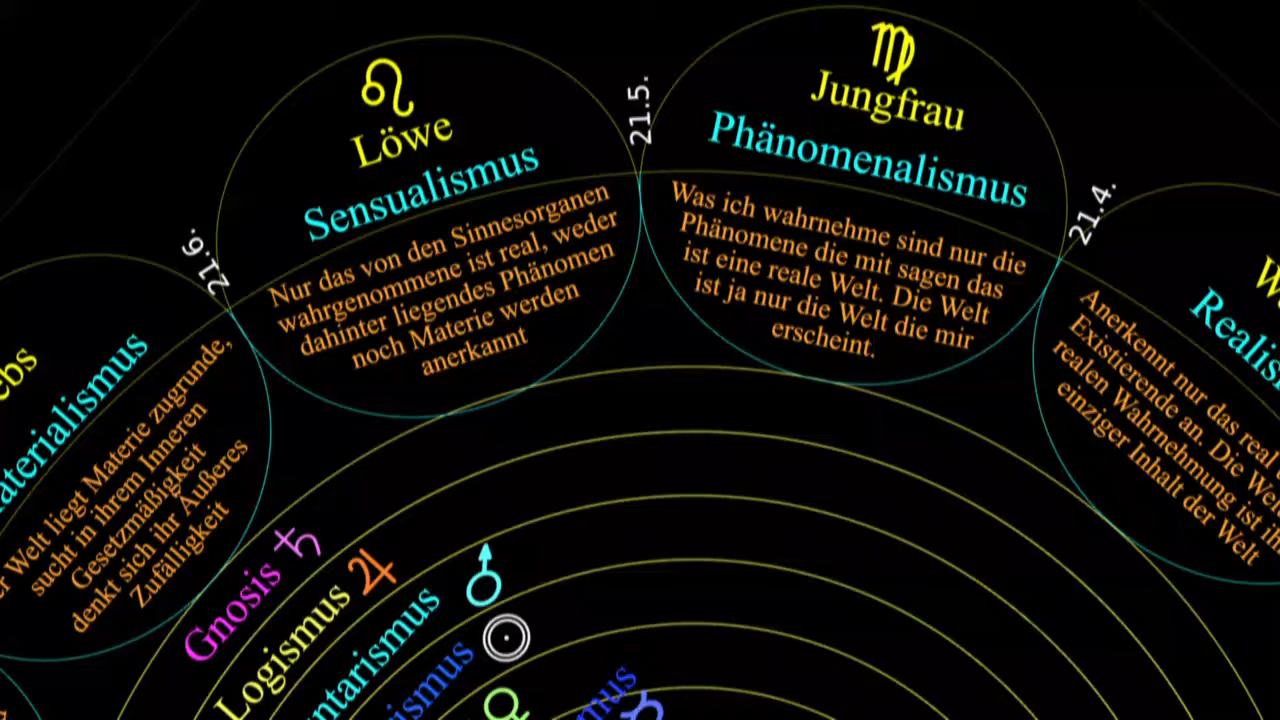 ♌
Löwe
Sensualismus
Nur das von den Sinnesorganen
wahrgenommene ist real, weder
dahinter liegendes Phänomen
noch Materie werden
anerkannt
21.5.
♍
Jungfrau
Phänomenalismus
Was ich wahrnehme sind nur die
Phänomene die mit sagen das
ist eine reale Welt. Die Welt
ist ja nur die Welt die mir
erscheint.
21.4.
Realis
Anerkennt nur das real
Existierende an. Die Wel
realen Wahrnehmung ist ih
einziger Inhalt der Welt
21.6.
ebs
aterialismus
er Welt liegt Materie zugrunde,
sucht in ihrem Inneren
Gesetzmäßigkeit
denkt sich ihr Äußeres
Zufälligkeit
Gnosis ♄
Logismus ♃
ntarismus ♂
ismus ☉
♀
mus